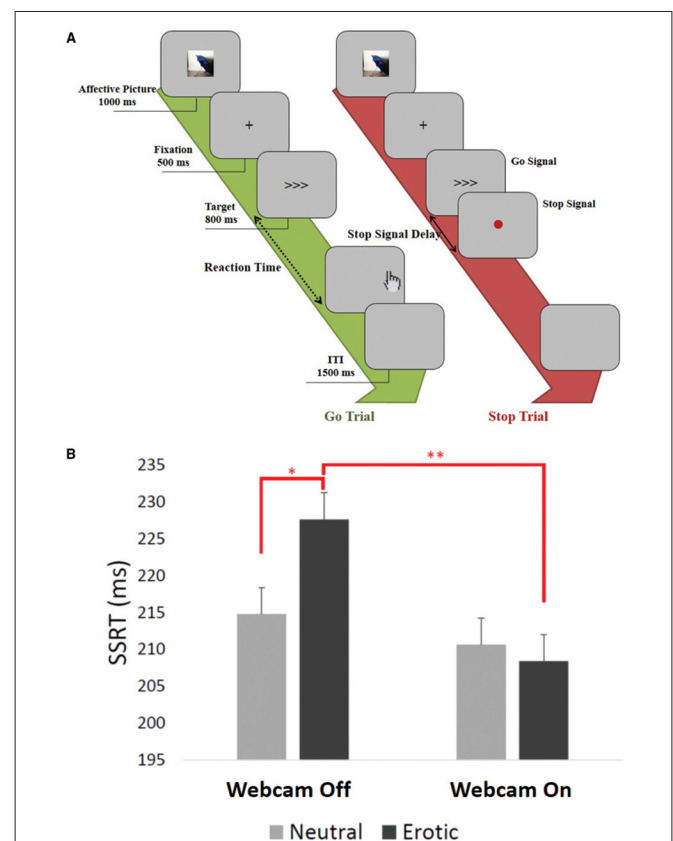 A
Affective Picture
1000 ms
+
Fixation
500 ms
>>>
Target
800 ms
Reaction Time
ITI
1500 ms
Go Trial
+
Go Signal
>>>
Stop Signal
Stop Signal Delay
Stop Trial
B
SSRT (ms)
235
230
225
220
215
210
205
200
195
*
**
Webcam Off
Webcam On
Neutral
Erotic